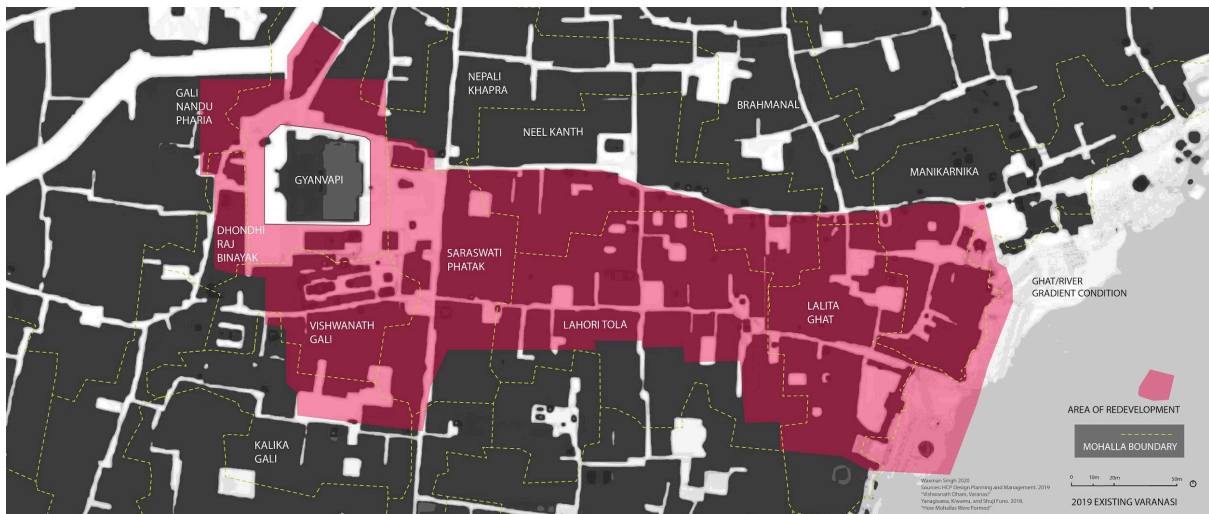 GALI
NANDU
PHARIA
NEPALI
KHAPRA
NEEL KANTH
BRAHMANAL
MANIKARNIKA
GYANVAPI
DHONDHI
RAJ
BINAYAK
SARASWATI
PHATAK
VISHWANATH
GALI
LAHORI TOLA
LALITA
GHAT
GHAT/RIVER
GRADIENT CONDITION
KALIKA
GALI
AREA OF REDEVELOPMENT
MOHALLA BOUNDARY
0 10m 20m 50m
2019 EXISTING VARANASI
Waxman Singh 2020
Sources: HCP Design Planning and Management. 2019
"Vishwanath Dham, Varanasi"
Yanagisawa, Kiwamu, and Shuji Funo. 2018.
"How Mohallas Were Formed"